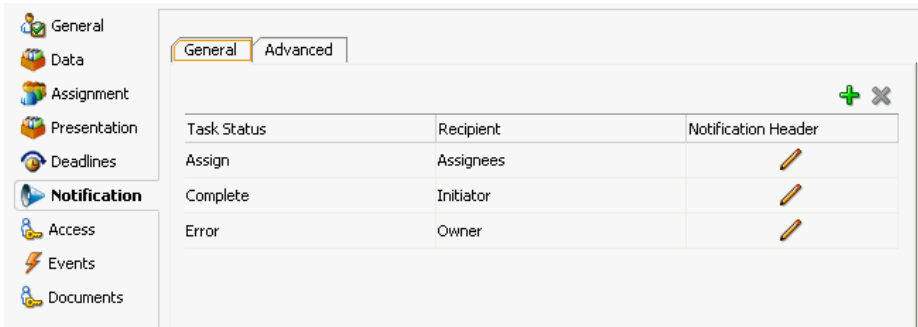 General
Data
Assignment
Presentation
Deadlines
Notification
Access
Events
Documents
General Advanced
Task Status Recipient Notification Header
Assign Assignees
Complete Initiator
Error Owner